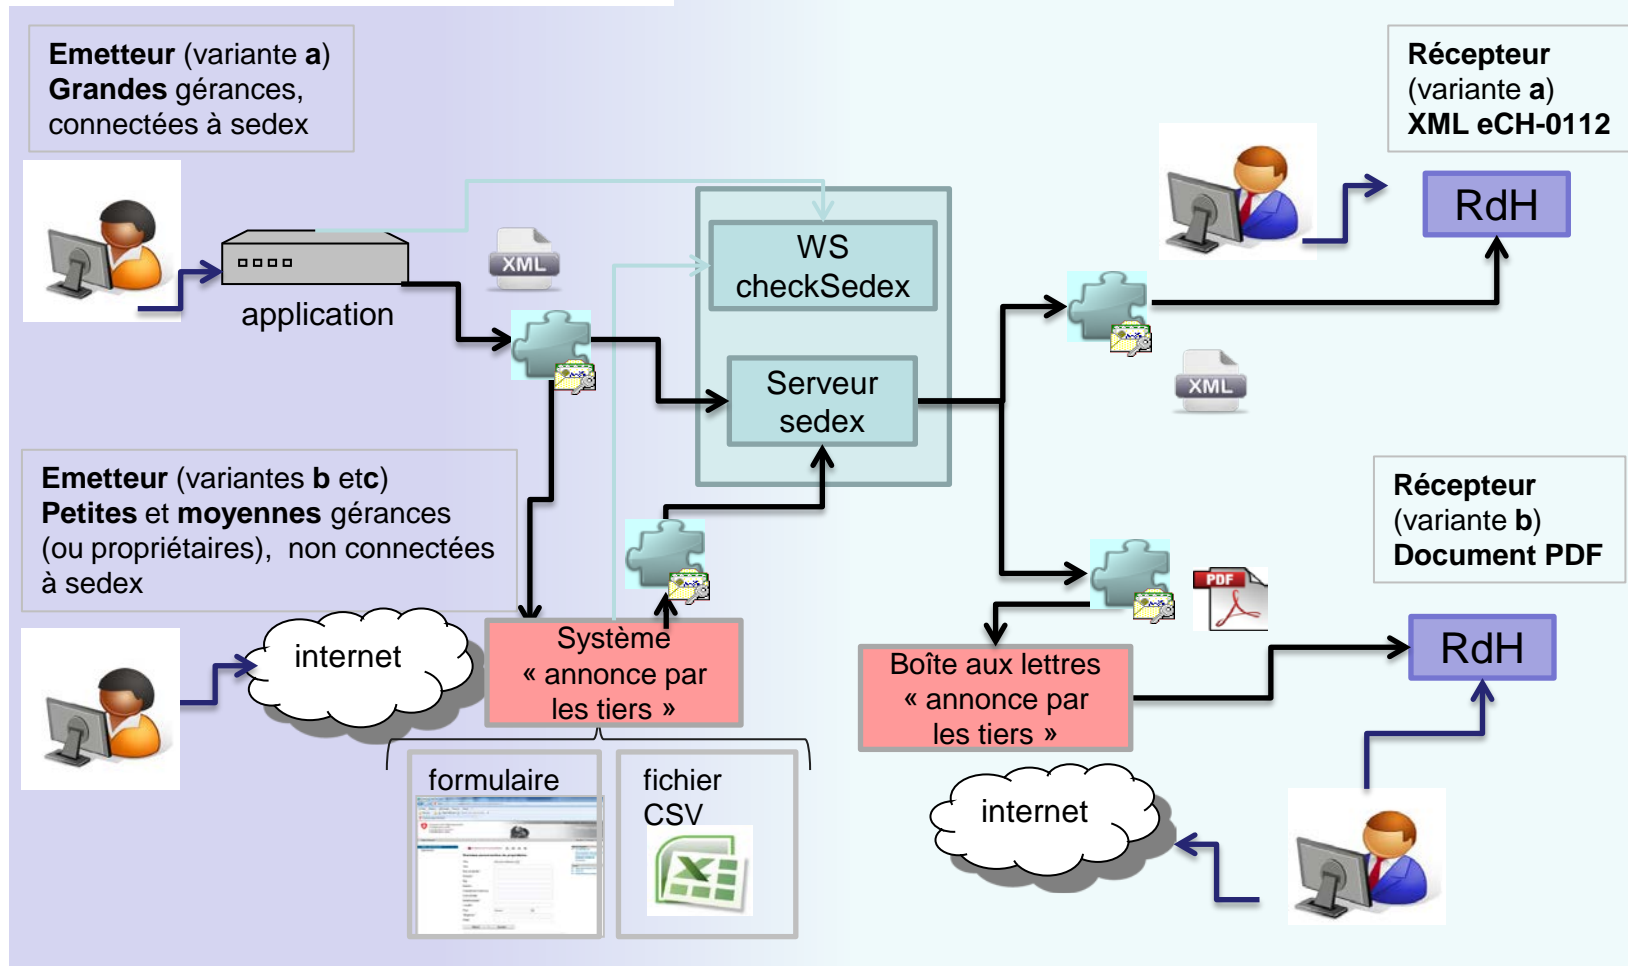 Emetteur (variante a)
Grandes gérances,
connectées à sedex
Récepteur
(variante a)
XML eCH-0112
RdH
WS
checkSedex
XML
application
Serveur
sedex
XML
Emetteur (variantes b etc)
Petites et moyennes gérances
(ou propriétaires), non connectées
à sedex
Récepteur
(variante b)
Document PDF
PDF
internet
Système
« annonce par
les tiers »
Boîte aux lettres
« annonce par
les tiers »
RdH
formulaire
fichier
CSV
internet